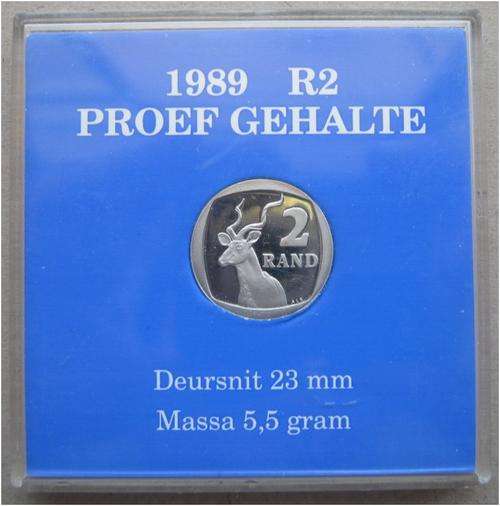 1989 R2
PROEF GEHALTE
2
RAND
Deursnit 23 mm
Massa 5,5 gram